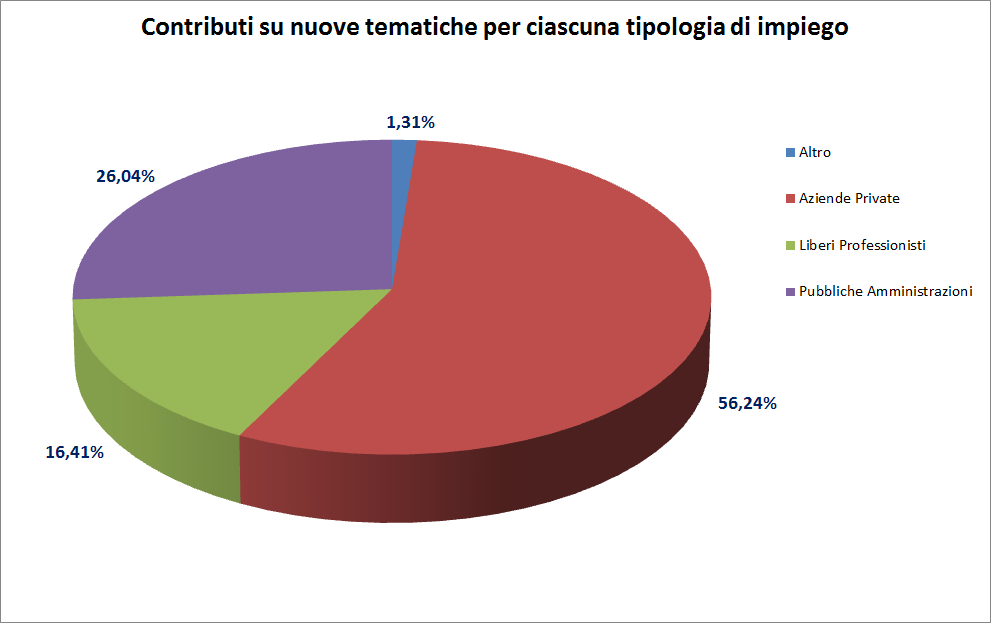 Contributi su nuove tematiche per ciascuna tipologia di impiego
1,31%
26,04%
56,24%
16,41%
Altro
Aziende Private
Liberi Professionisti
Pubbliche Amministrazioni